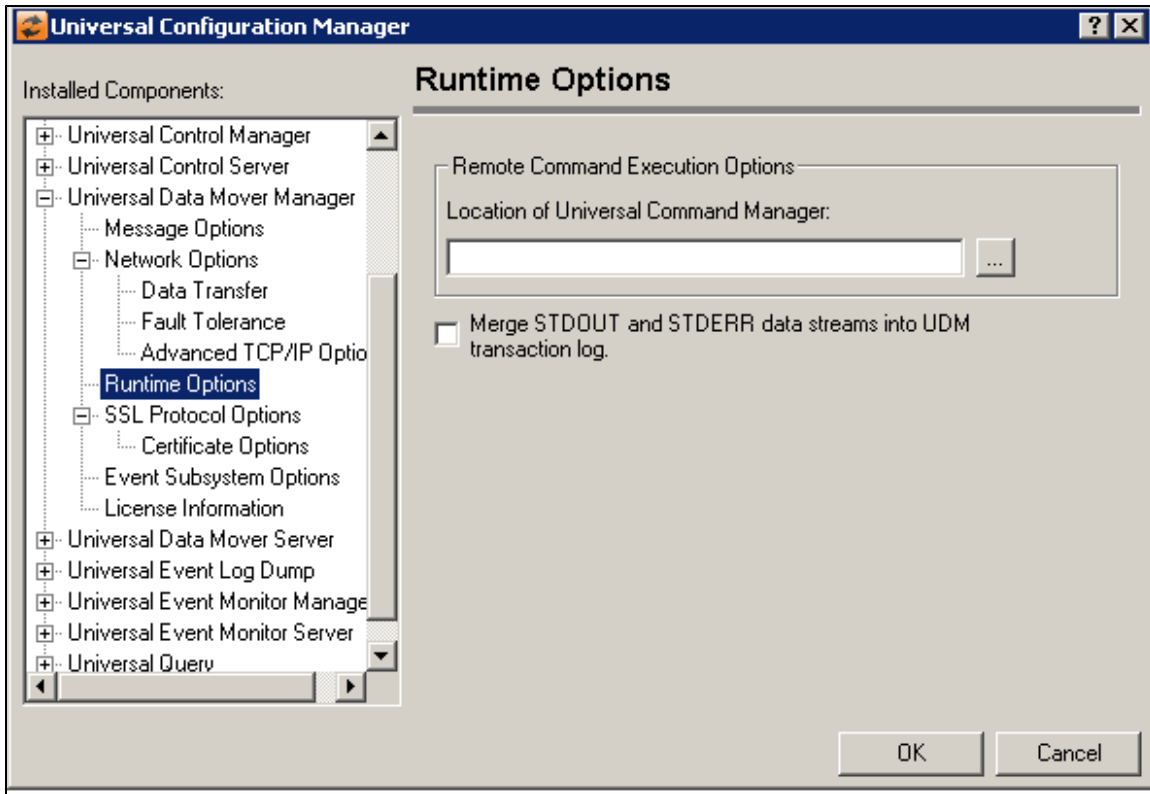 Universal Configuration Manager
Installed Components:
Universal Control Manager
Universal Control Server
Universal Data Mover Manager
Message Options
Network Options
Data Transfer
Fault Tolerance
Advanced TCP/IP Optio
Runtime Options
SSL Protocol Options
Certificate Options
Event Subsystem Options
License Information
Universal Data Mover Server
Universal Event Log Dump
Universal Event Monitor Manage
Universal Event Monitor Server
Universal Query
Runtime Options
Remote Command Execution Options
Location of Universal Command Manager:
...
Merge STDOUT and STDERR data streams into UDM
transaction log.
OK
Cancel